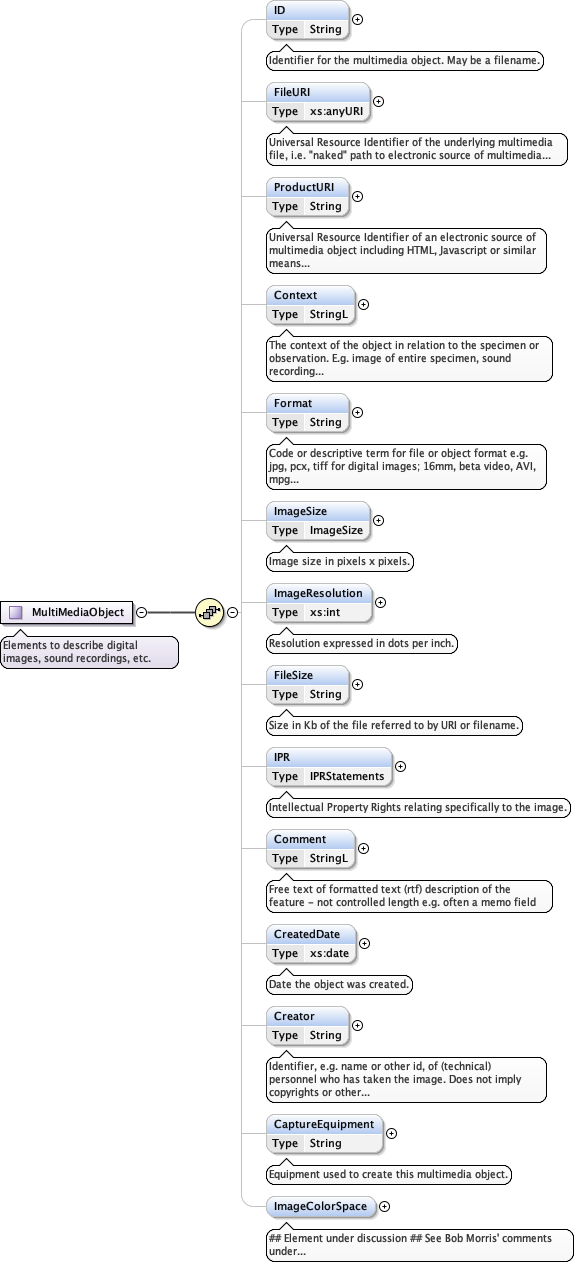 ID
Type String
Identifier for the multimedia object. May be a filename.
FileURI
Type xs:anyURI
Universal Resource Identifier of the underlying multimedia
file, i.e. "naked" path to electronic source of multimedia...
ProductURI
Type String
Universal Resource Identifier of an electronic source of
multimedia object including HTML, Javascript or similar
means...
Context
Type StringL
The context of the object in relation to the specimen or
observation. E.g. image of entire specimen, sound
recording...
Format
Type String
Code or descriptive term for file or object format e.g.
jpg, pcx, tiff for digital images; 16mm, beta video, AVI,
mpg...
ImageSize
Type ImageSize
Image size in pixels x pixels.
ImageResolution
Type xs:int
Resolution expressed in dots per inch.
MultiMediaObject
Elements to describe digital
images, sound recordings, etc.
FileSize
Type String
Size in Kb of the file referred to by URI or filename.
IPR
Type IPRStatements
Intellectual Property Rights relating specifically to the image.
Comment
Type StringL
Free text of formatted text (rtf) description of the
feature - not controlled length e.g. often a memo field
CreatedDate
Type xs:date
Date the object was created.
Creator
Type String
Identifier, e.g. name or other id, of (technical)
personnel who has taken the image. Does not imply
copyrights or other...
CaptureEquipment
Type String
Equipment used to create this multimedia object.
ImageColorSpace
## Element under discussion ## See Bob Morris' comments
under...